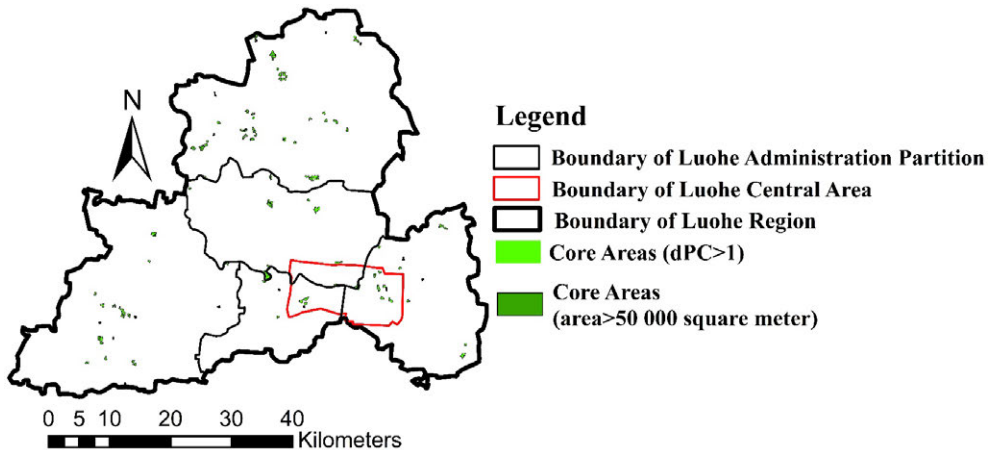 N
Legend
Boundary of Luohe Administration Partition
Boundary of Luohe Central Area
Boundary of Luohe Region
Core Areas (dPC>1)
Core Areas
(area>50 000 square meter)
0 5 10 20 30 40
Kilometers